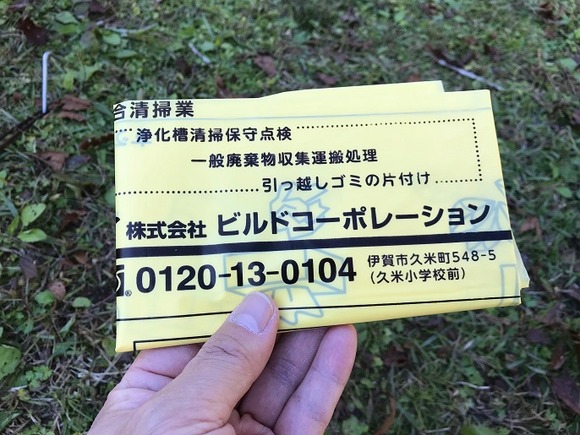 合清掃業
浄化槽清掃保守点検
一般廃棄物収集運搬処理
引っ越しゴミの片付け
株式会社 ビルドコーポレーション
0120-13-0104
伊賀市久米町548-5
(久米小学校前)